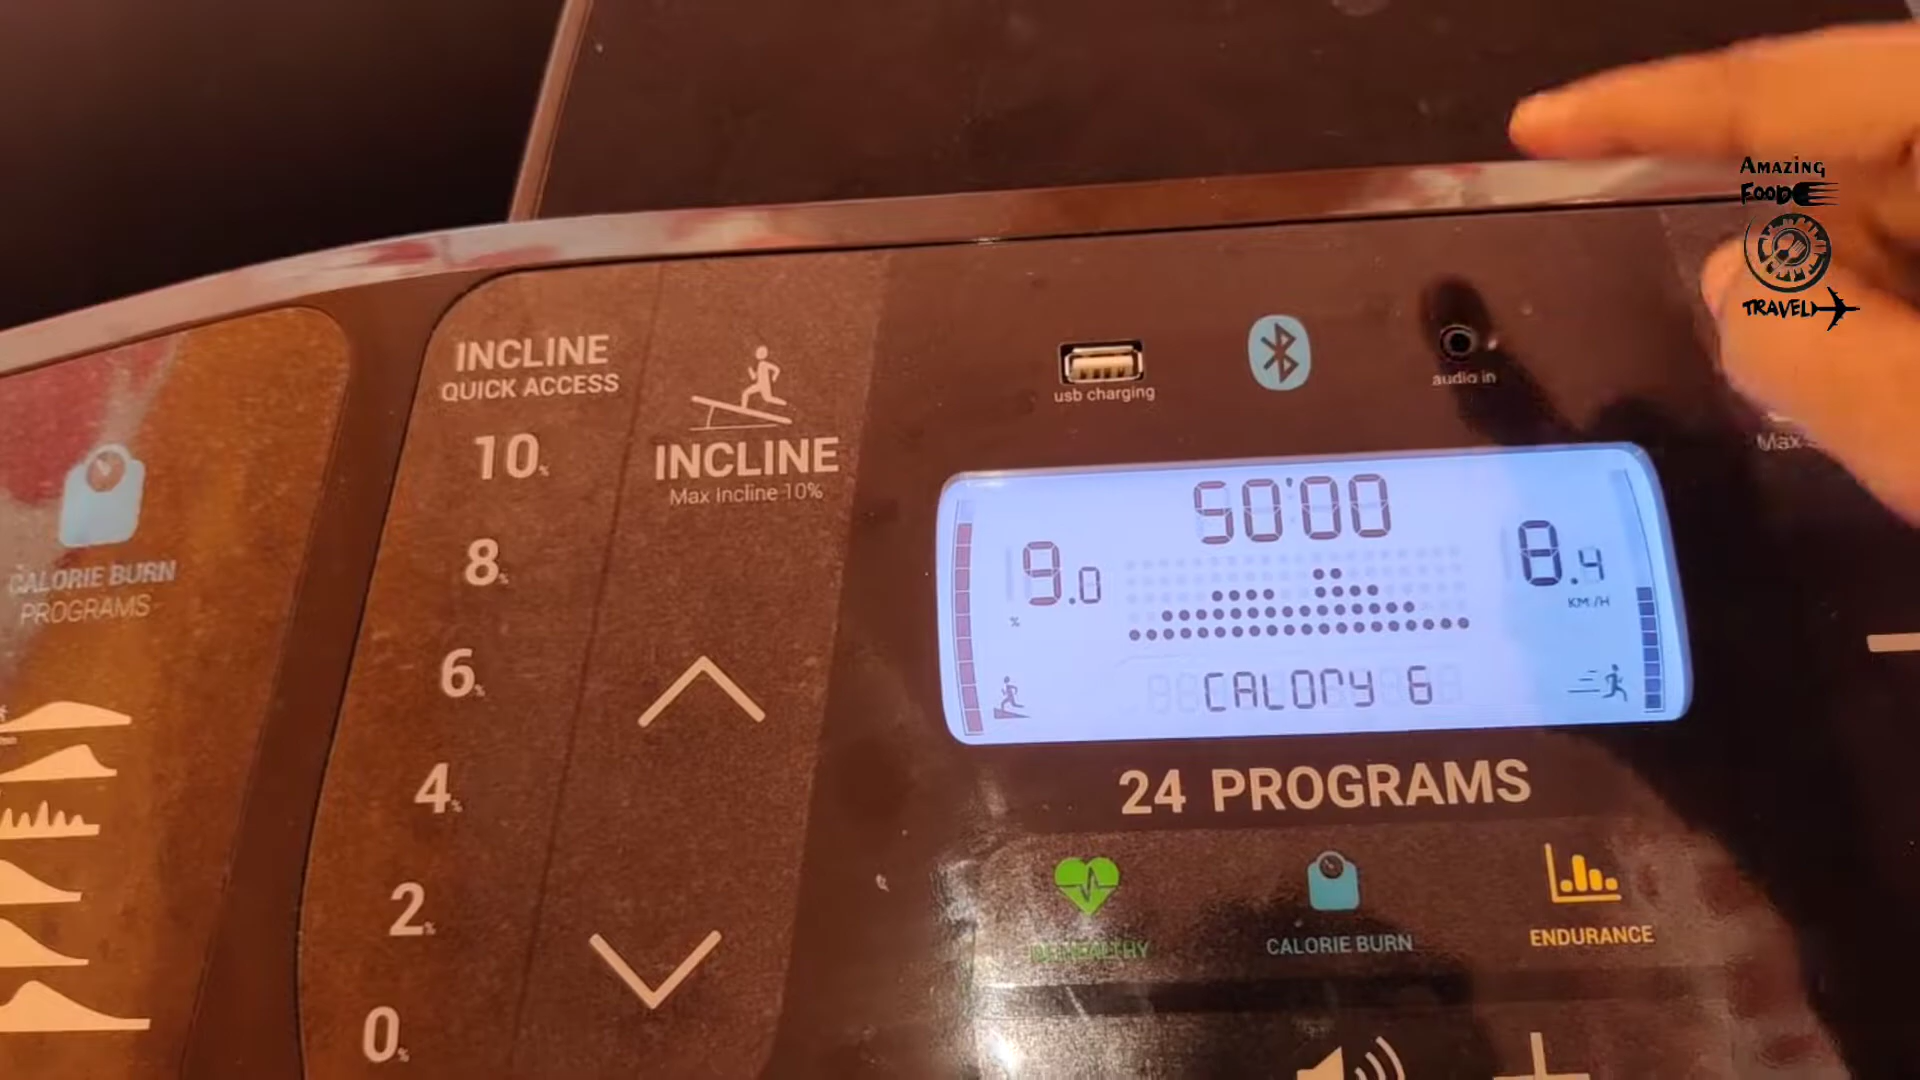 AMAZING
FOOD
TRAVEL
INCLINE
QUICK ACCESS
10%
8%
6%
4%
2%
0%
INCLINE
Max Incline 10%
CALORIE BURN
PROGRAMS
usb charging
audio in
Max
50'00
9.0
%
8.4
KM/H
CALORY 6
24 PROGRAMS
CALORIE BURN
ENDURANCE